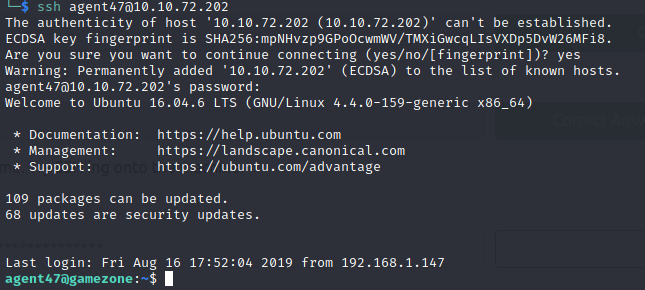 └─$ ssh agent47@10.10.72.202
The authenticity of host '10.10.72.202 (10.10.72.202)' can't be established.
ECDSA key fingerprint is SHA256:mpNHvzp9GPoOcwmWV/TMXiGwcqLIsVXDp5DvW26MFi8.
Are you sure you want to continue connecting (yes/no/[fingerprint])? yes
Warning: Permanently added '10.10.72.202' (ECDSA) to the list of known hosts.
agent47@10.10.72.202's password:
Welcome to Ubuntu 16.04.6 LTS (GNU/Linux 4.4.0-159-generic x86_64)
 * Documentation:  https://help.ubuntu.com
 * Management:     https://landscape.canonical.com
 * Support:        https://ubuntu.com/advantage
109 packages can be updated.
68 updates are security updates.
Last login: Fri Aug 16 17:52:04 2019 from 192.168.1.147
agent47@gamezone:~$